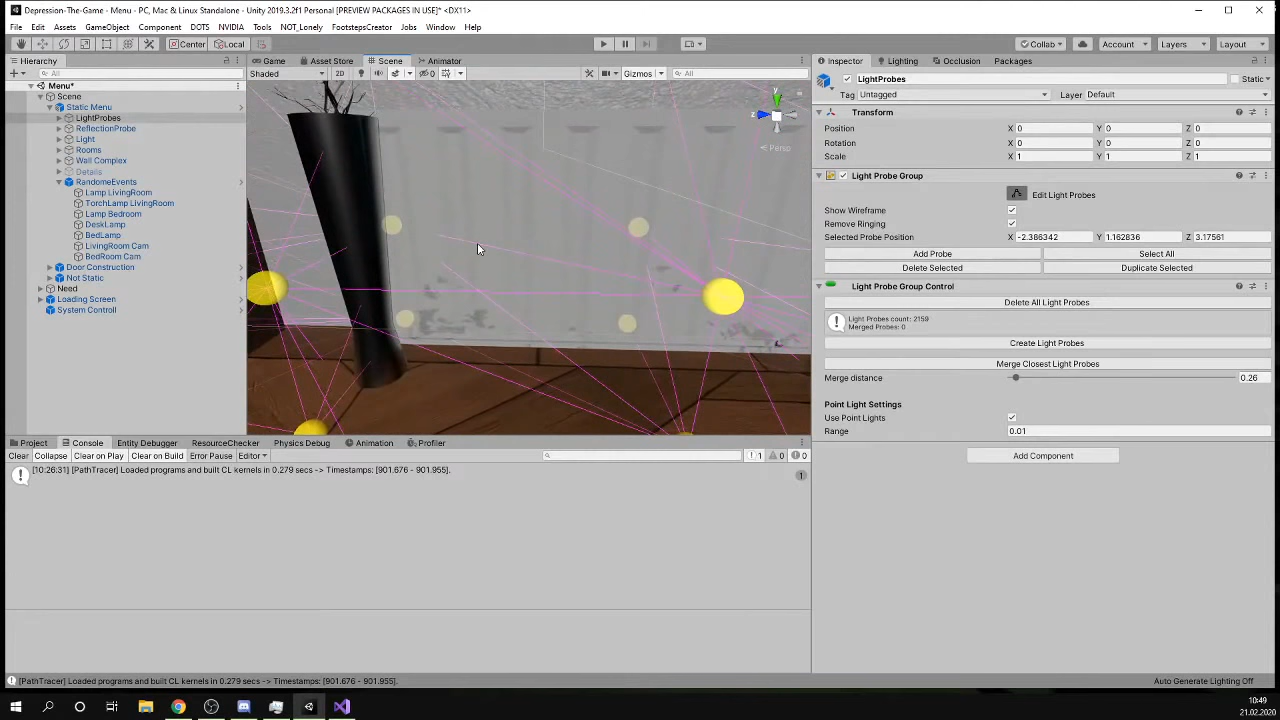 Depression-The-Game - Menu - PC, Mac & Linux Standalone - Unity 2019.3.2f1 Personal [PREVIEW PACKAGES IN USE]* <DX11>
File Edit Assets GameObject Component DOTS NVIDIA Tools NOT_Lonely FootstepsCreator Jobs Window Help
Center Local Collab Account Layers Layout
Hierarchy Game Asset Store Scene Animator Inspector Lighting Occlusion Packages
All Shaded 2D 0 Gizmos All LightProbes Static
Menu*
Scene
Static Menu
LightProbes
ReflectionProbe
Light
Rooms
Wall Complex
Details
RandomeEvents
Lamp LivingRoom
TorchLamp LivingRoom
Lamp Bedroom
DeskLamp
BedLamp
LivingRoom Cam
BedRoom Cam
Door Construction
Not Static
Need
Loading Screen
System Controll
y
z
Persp
Tag Untagged Layer Default
Transform
Position X 0 Y 0 Z 0
Rotation X 0 Y 0 Z 0
Scale X 1 Y 1 Z 1
Light Probe Group
Edit Light Probes
Show Wireframe
Remove Ringing
Selected Probe Position X -2.386342 Y 1.162836 Z 3.17561
Add Probe Select All
Delete Selected Duplicate Selected
Light Probe Group Control
Delete All Light Probes
Light Probes count: 2159
Merged Probes: 0
Create Light Probes
Merge Closest Light Probes
Merge distance 0.26
Point Light Settings
Use Point Lights
Range 0.01
Add Component
Project Console Entity Debugger ResourceChecker Physics Debug Animation Profiler
Clear Collapse Clear on Play Clear on Build Error Pause Editor 1 0 0
[10:26:31] [PathTracer] Loaded programs and built CL kernels in 0.279 secs -> Timestamps: [901.676 - 901.955]. 1
[PathTracer] Loaded programs and built CL kernels in 0.279 secs -> Timestamps: [901.676 - 901.955]. Auto Generate Lighting Off
10:49
21.02.2020